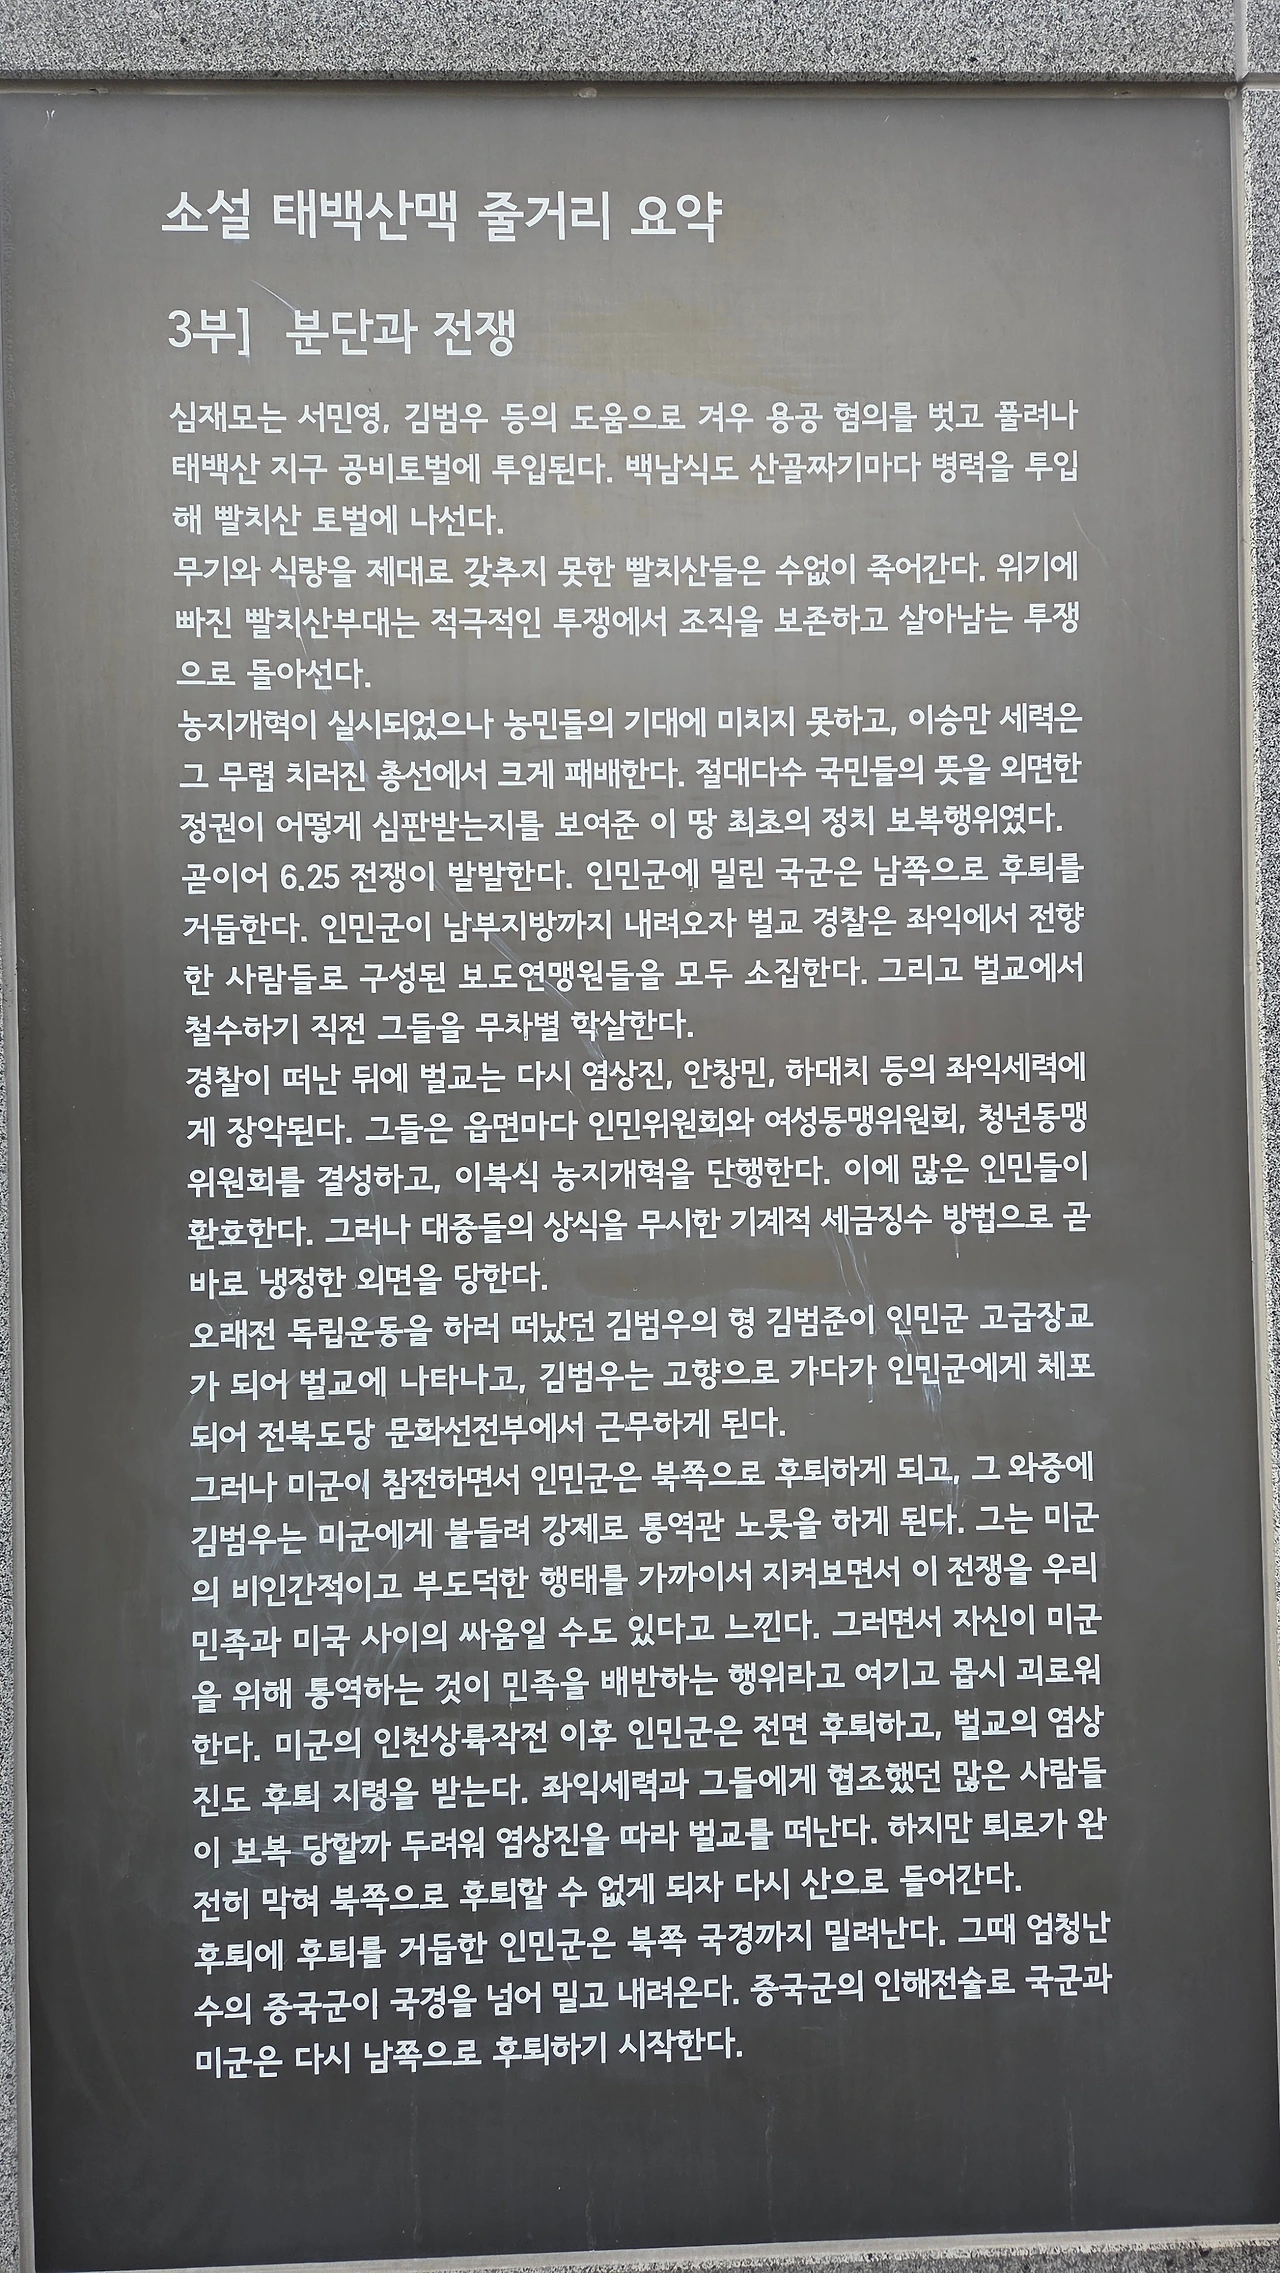 소설 태백산맥 줄거리 요약
3부] 분단과 전쟁
심재모는 서민영, 김범우 등의 도움으로 겨우 용공 혐의를 벗고 풀려나
태백산 지구 공비토벌에 투입된다. 백남식도 산골짜기마다 병력을 투입
해 빨치산 토벌에 나선다.
무기와 식량을 제대로 갖추지 못한 빨치산들은 수없이 죽어간다. 위기에
빠진 빨치산부대는 적극적인 투쟁에서 조직을 보존하고 살아남는 투쟁
으로 돌아선다.
농지개혁이 실시되었으나 농민들의 기대에 미치지 못하고, 이승만 세력은
그 무렵 치러진 총선에서 크게 패배한다. 절대다수 국민들의 뜻을 외면한
정권이 어떻게 심판받는지를 보여준 이 땅 최초의 정치 보복행위였다.
곧이어 6.25 전쟁이 발발한다. 인민군에 밀린 국군은 남쪽으로 후퇴를
거듭한다. 인민군이 남부지방까지 내려오자 벌교 경찰은 좌익에서 전향
한 사람들로 구성된 보도연맹원들을 모두 소집한다. 그리고 벌교에서
철수하기 직전 그들을 무차별 학살한다.
경찰이 떠난 뒤에 벌교는 다시 염상진, 안창민, 하대치 등의 좌익세력에
게 장악된다. 그들은 읍면마다 인민위원회와 여성동맹위원회, 청년동맹
위원회를 결성하고, 이북식 농지개혁을 단행한다. 이에 많은 인민들이
환호한다. 그러나 대중들의 상식을 무시한 기계적 세금징수 방법으로 곧
바로 냉정한 외면을 당한다.
오래전 독립운동을 하러 떠났던 김범우의 형 김범준이 인민군 고급장교
가 되어 벌교에 나타나고, 김범우는 고향으로 가다가 인민군에게 체포
되어 전북도당 문화선전부에서 근무하게 된다.
그러나 미군이 참전하면서 인민군은 북쪽으로 후퇴하게 되고, 그 와중에
김범우는 미군에게 붙들려 강제로 통역관 노릇을 하게 된다. 그는 미군
의 비인간적이고 부도덕한 행태를 가까이서 지켜보면서 이 전쟁을 우리
민족과 미국 사이의 싸움일 수도 있다고 느낀다. 그러면서 자신이 미군
을 위해 통역하는 것이 민족을 배반하는 행위라고 여기고 몹시 괴로워
한다. 미군의 인천상륙작전 이후 인민군은 전면 후퇴하고, 벌교의 염상
진도 후퇴 지령을 받는다. 좌익세력과 그들에게 협조했던 많은 사람들
이 보복 당할까 두려워 염상진을 따라 벌교를 떠난다. 하지만 퇴로가 완
전히 막혀 북쪽으로 후퇴할 수 없게 되자 다시 산으로 들어간다.
후퇴에 후퇴를 거듭한 인민군은 북쪽 국경까지 밀려난다. 그때 엄청난
수의 중국군이 국경을 넘어 밀고 내려온다. 중국군의 인해전술로 국군과
미군은 다시 남쪽으로 후퇴하기 시작한다.